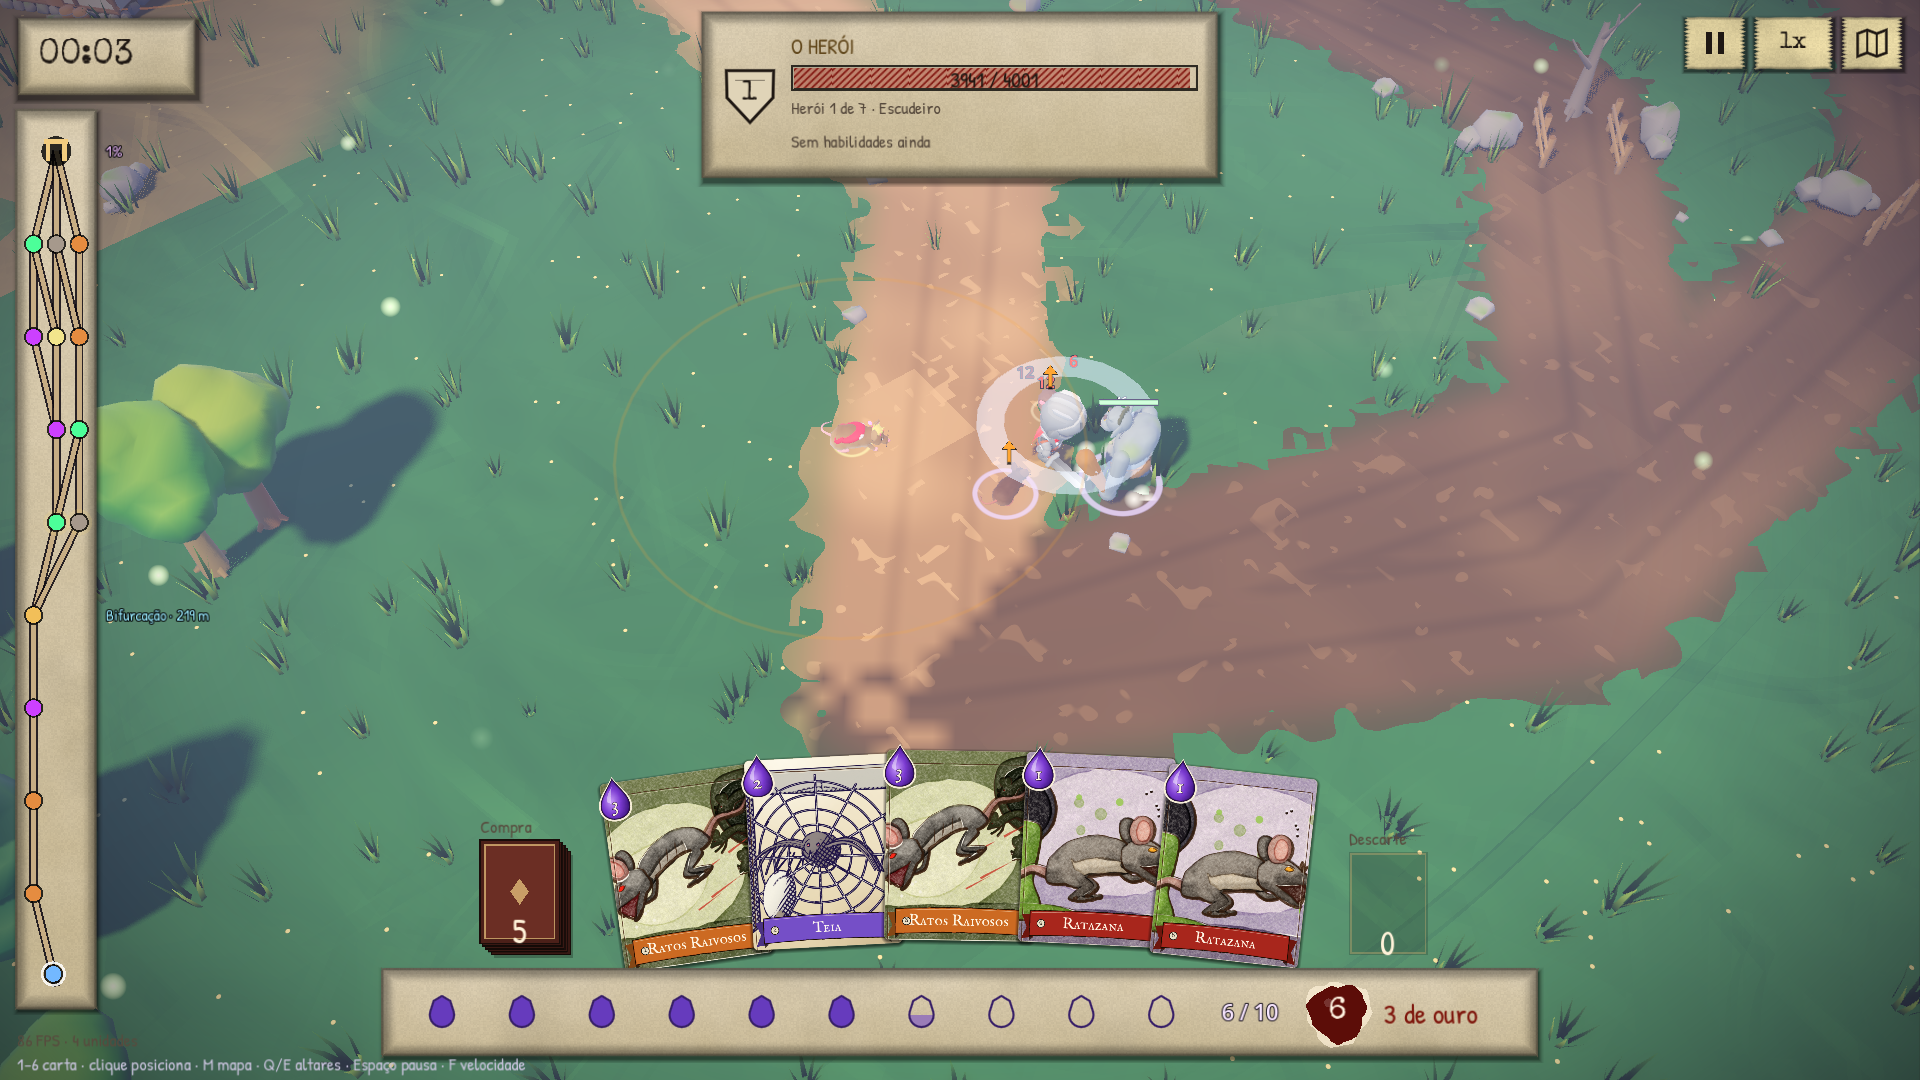 00:03
O HERÓI
1
3941 / 4001
Herói 1 de 7 · Escudeiro
Sem habilidades ainda
1x
1%
12
6
Bifurcação · 219 m
Compra
5
3
Ratos Raivosos
2
Teia
3
Ratos Raivosos
1
Ratazana
1
Ratazana
Descarte
0
6 / 10
6
3 de ouro
1-6 carta · clique posiciona · M mapa · Q/E altares · Espaço pausa · F velocidade